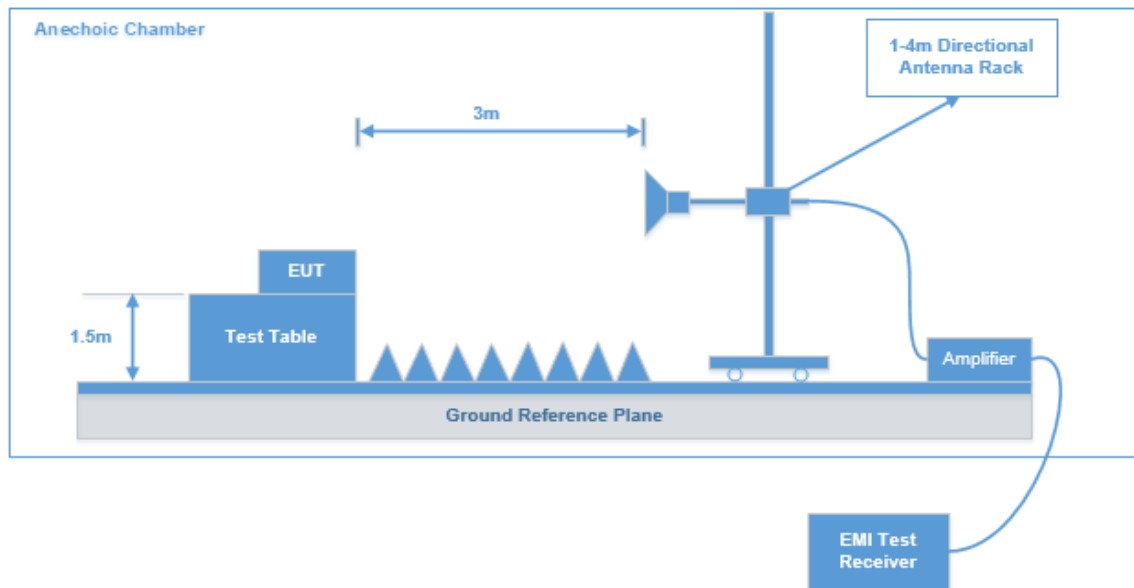 Anechoic Chamber
1-4m Directional
Antenna Rack
3m
EUT
1.5m
Test Table
Amplifier
Ground Reference Plane
EMI Test
Receiver